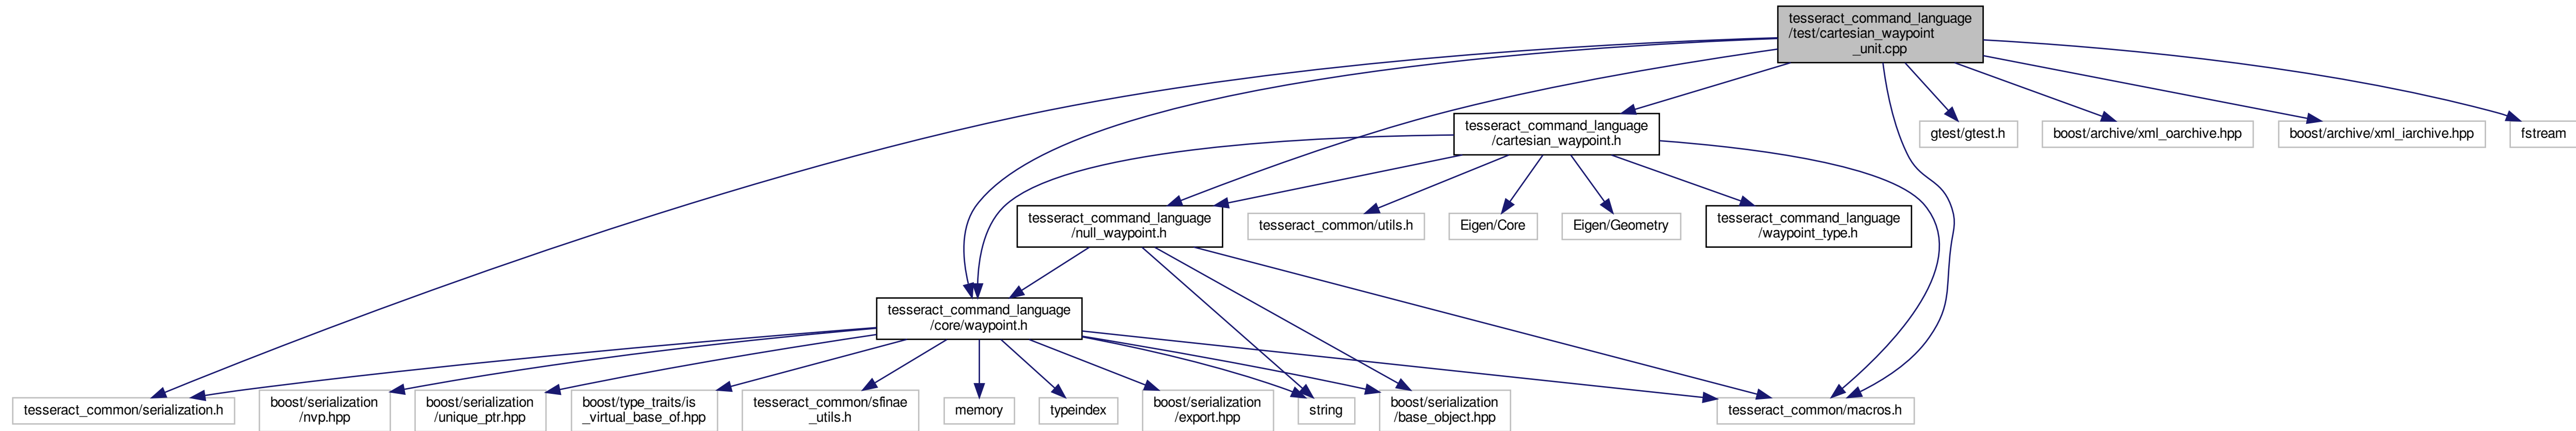 tesseract_command_language
/test/cartesian_waypoint
_unit.cpp
tesseract_command_language
/cartesian_waypoint.h
gtest/gtest.h
boost/archive/xml_oarchive.hpp
boost/archive/xml_iarchive.hpp
fstream
tesseract_command_language
/null_waypoint.h
tesseract_common/utils.h
Eigen/Core
Eigen/Geometry
tesseract_command_language
/waypoint_type.h
tesseract_command_language
/core/waypoint.h
tesseract_common/serialization.h
boost/serialization
/nvp.hpp
boost/serialization
/unique_ptr.hpp
boost/type_traits/is
_virtual_base_of.hpp
tesseract_common/sfinae
_utils.h
memory
typeindex
boost/serialization
/export.hpp
string
boost/serialization
/base_object.hpp
tesseract_common/macros.h